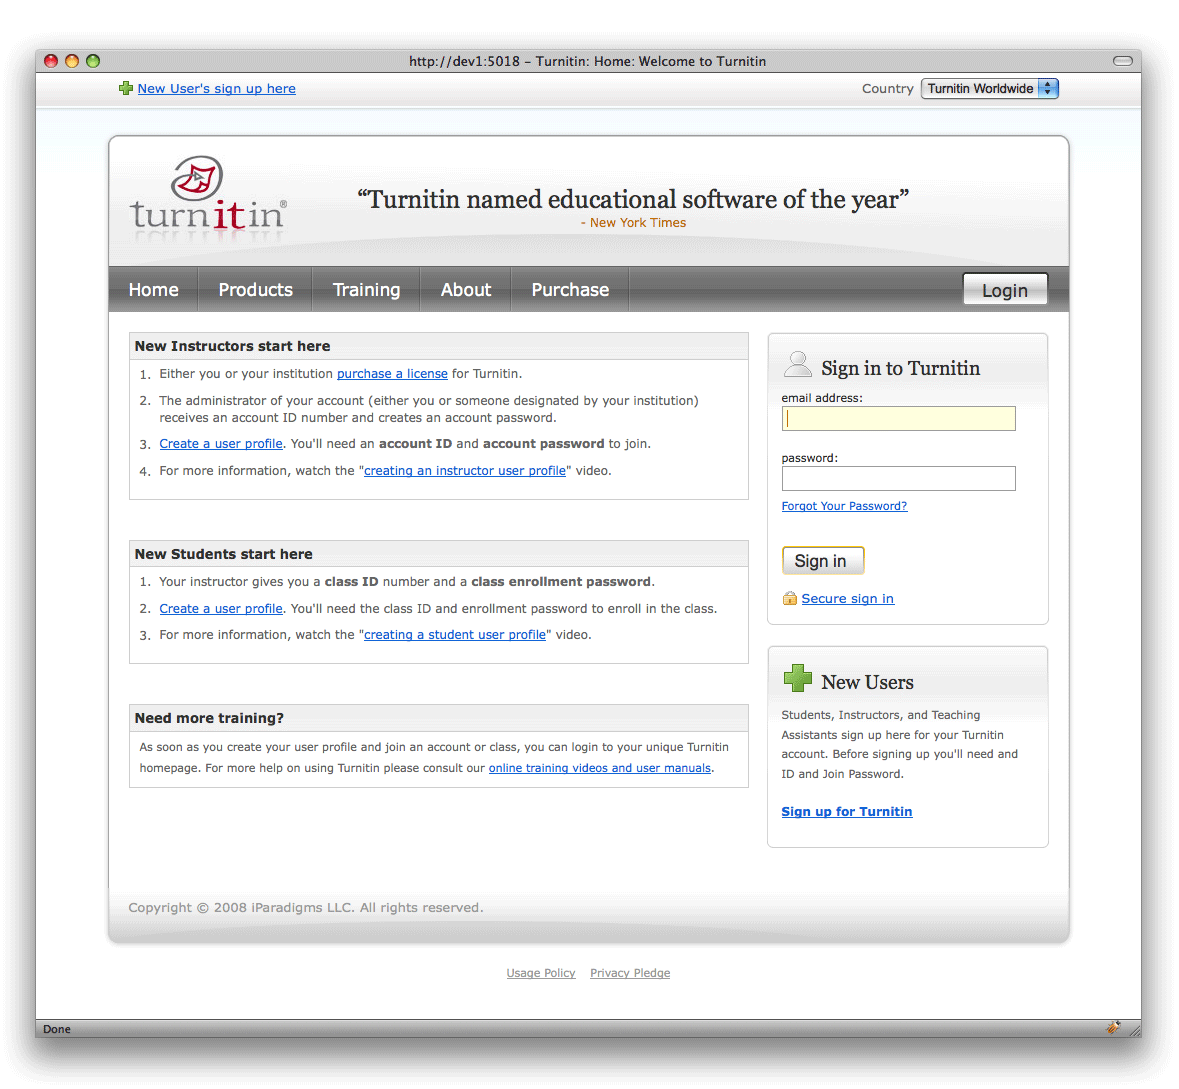 http://dev1:5018 – Turnitin: Home: Welcome to Turnitin
New User's sign up here
Country Turnitin Worldwide
turnitin®
“Turnitin named educational software of the year”
- New York Times
Home Products Training About Purchase Login
New Instructors start here
1. Either you or your institution purchase a license for Turnitin.
2. The administrator of your account (either you or someone designated by your institution)
receives an account ID number and creates an account password.
3. Create a user profile. You'll need an account ID and account password to join.
4. For more information, watch the "creating an instructor user profile" video.
New Students start here
1. Your instructor gives you a class ID number and a class enrollment password.
2. Create a user profile. You'll need the class ID and enrollment password to enroll in the class.
3. For more information, watch the "creating a student user profile" video.
Need more training?
As soon as you create your user profile and join an account or class, you can login to your unique Turnitin
homepage. For more help on using Turnitin please consult our online training videos and user manuals.
Sign in to Turnitin
email address:
password:
Forgot Your Password?
Sign in
Secure sign in
New Users
Students, Instructors, and Teaching
Assistants sign up here for your Turnitin
account. Before signing up you'll need and
ID and Join Password.
Sign up for Turnitin
Copyright © 2008 iParadigms LLC. All rights reserved.
Usage Policy Privacy Pledge
Done